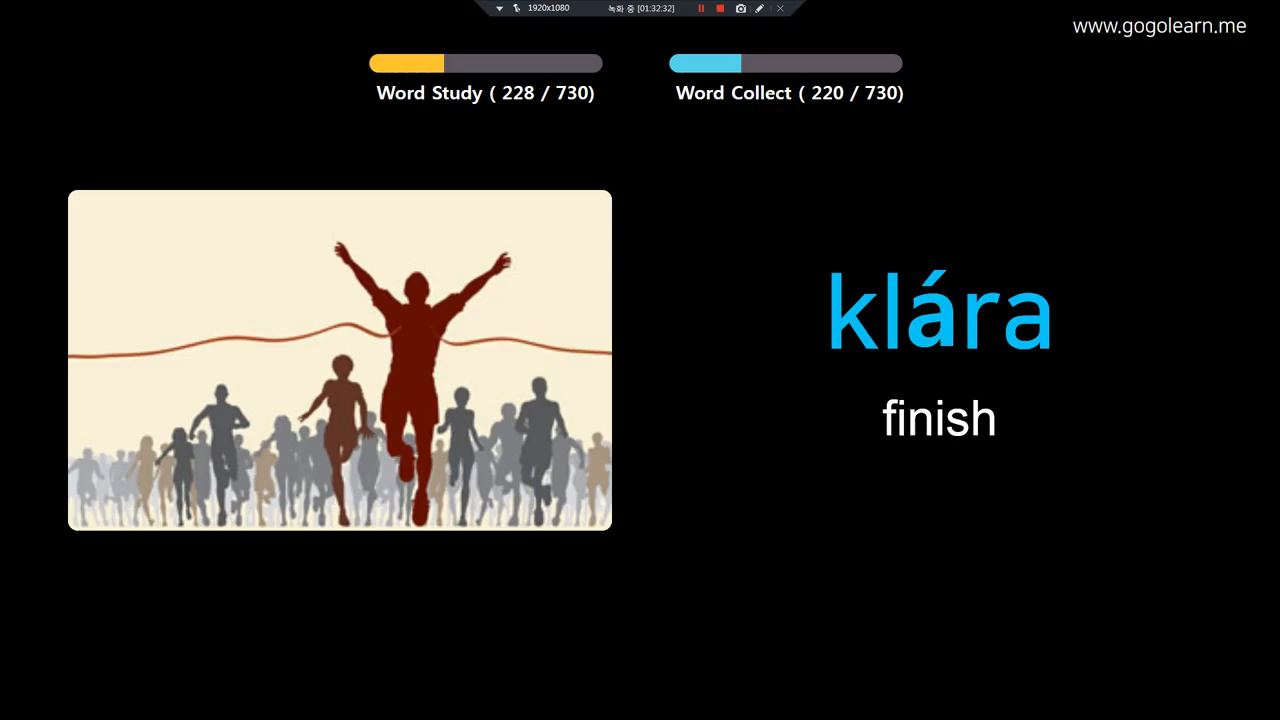 1920x1080 녹화 중 [01:32:32]
www.gogolearn.me
Word Study ( 228 / 730)
Word Collect ( 220 / 730)
klára
finish